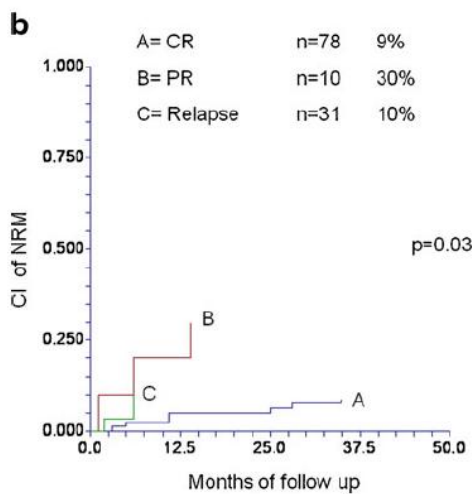 b
A= CR n=78 9%
B= PR n=10 30%
C= Relapse n=31 10%
1.000
0.750
0.500
0.250
0.000
CI of NRM
p=0.03
B
C
A
0.0 12.5 25.0 37.5 50.0
Months of follow up